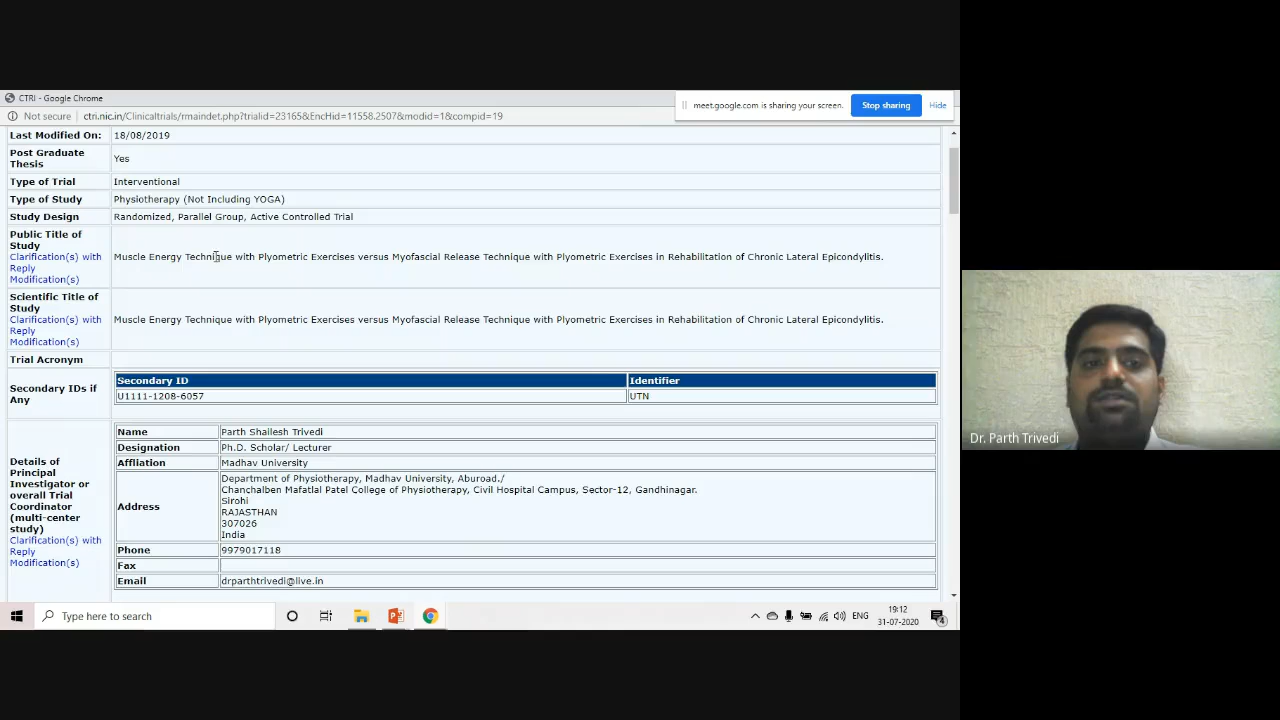 CTRI - Google Chrome
meet.google.com is sharing your screen. Stop sharing Hide
Not secure ctri.nic.in/Clinicaltrials/rmaindet.php?trialid=23165&EncHid=11558.2507&modid=1&compid=19
Last Modified On: 18/08/2019
Post Graduate
Thesis
Yes
Type of Trial Interventional
Type of Study Physiotherapy (Not Including YOGA)
Study Design Randomized, Parallel Group, Active Controlled Trial
Public Title of
Study
Clarification(s) with
Reply
Modification(s)
Muscle Energy Technique with Plyometric Exercises versus Myofascial Release Technique with Plyometric Exercises in Rehabilitation of Chronic Lateral Epicondylitis.
Scientific Title of
Study
Clarification(s) with
Reply
Modification(s)
Muscle Energy Technique with Plyometric Exercises versus Myofascial Release Technique with Plyometric Exercises in Rehabilitation of Chronic Lateral Epicondylitis.
Trial Acronym
Secondary IDs if
Any
Secondary ID Identifier
U1111-1208-6057 UTN
Details of
Principal
Investigator or
overall Trial
Coordinator
(multi-center
study)
Clarification(s) with
Reply
Modification(s)
Name Parth Shailesh Trivedi
Designation Ph.D. Scholar/ Lecturer
Affliation Madhav University
Address
Department of Physiotherapy, Madhav University, Aburoad./
Chanchalben Mafatlal Patel College of Physiotherapy, Civil Hospital Campus, Sector-12, Gandhinagar.
Sirohi
RAJASTHAN
307026
India
Phone 9979017118
Fax
Email drparthtrivedi@live.in
Dr. Parth Trivedi
Type here to search
ENG
19:12
31-07-2020
4